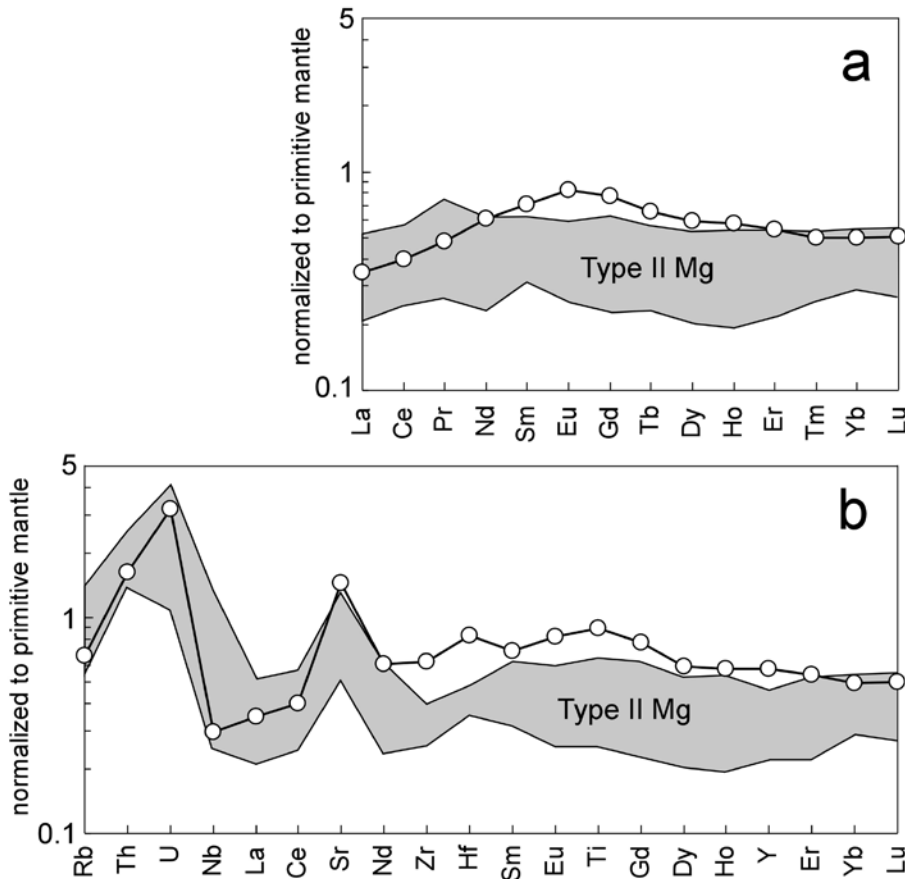 5
a
1
normalized to primitive mantle
Type II Mg
0.1
La Ce Pr Nd Sm Eu Gd Tb Dy Ho Er Tm Yb Lu
5
b
1
normalized to primitive mantle
Type II Mg
0.1
Rb Th U Nb La Ce Sr Nd Zr Hf Sm Eu Ti Gd Dy Ho Y Er Yb Lu